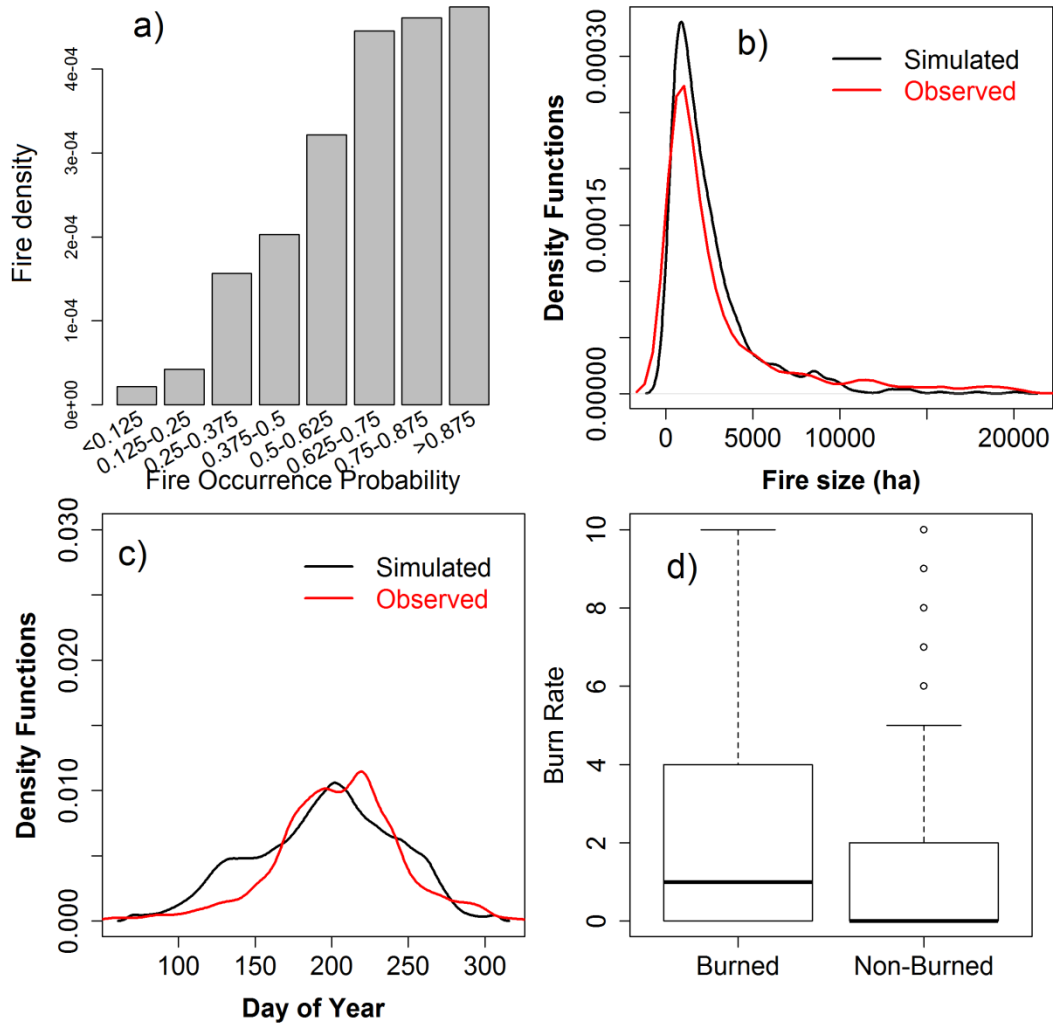 a)
Fire density
4e-04
3e-04
2e-04
1e-04
0e+00
<0.125
0.125-0.25
0.25-0.375
0.375-0.5
0.5-0.625
0.625-0.75
0.75-0.875
>0.875
Fire Occurrence Probability
b)
Simulated
Observed
Density Functions
0.00030
0.00015
0.00000
0 5000 10000 20000
Fire size (ha)
c)
Simulated
Observed
Density Functions
0.030
0.020
0.010
0.000
100 150 200 250 300
Day of Year
d)
Burn Rate
10
8
6
4
2
0
Burned Non-Burned